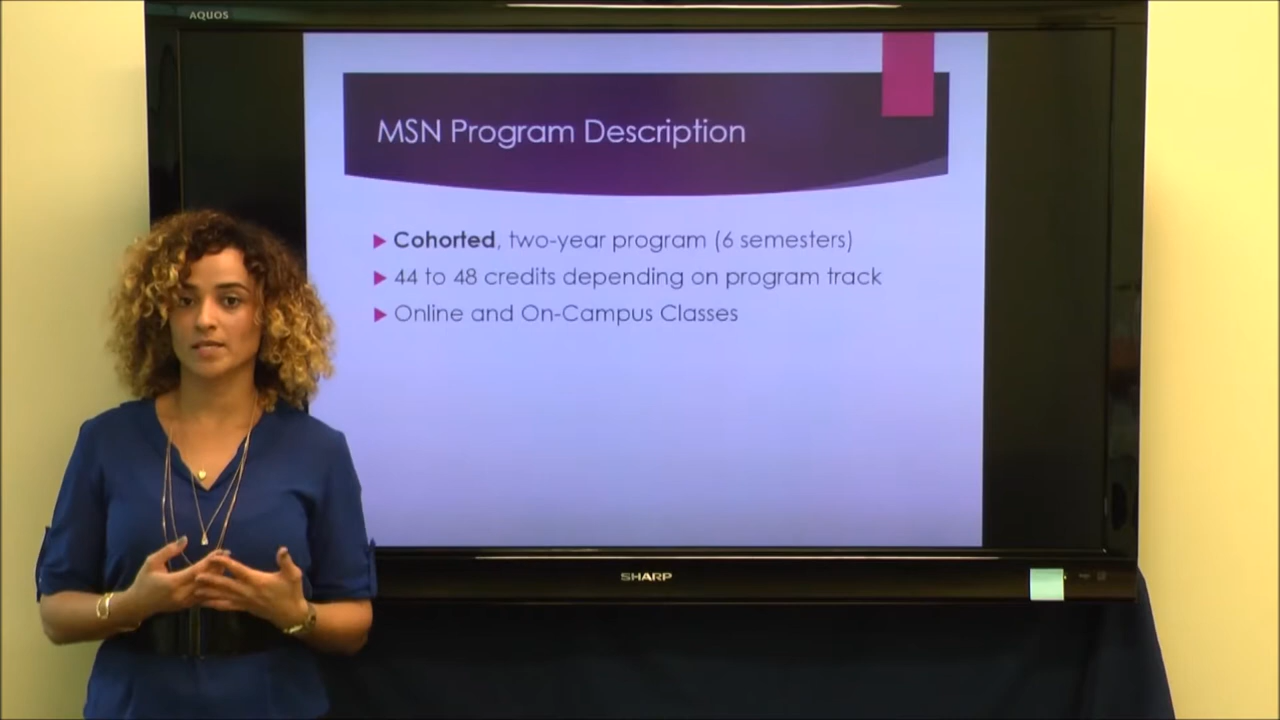 AQUOS
MSN Program Description
Cohorted, two-year program (6 semesters)
44 to 48 credits depending on program track
Online and On-Campus Classes
SHARP